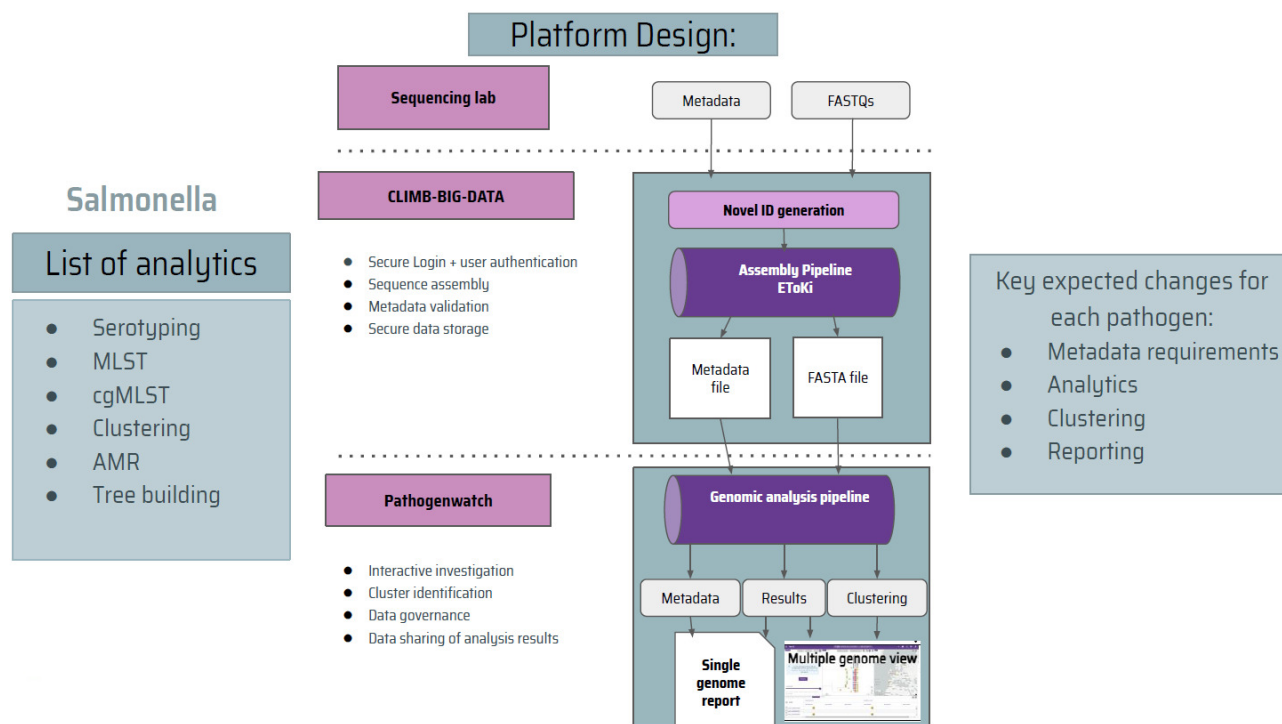 Platform Design:
Sequencing lab
Metadata
FASTQs
Salmonella
List of analytics
● Serotyping
● MLST
● cgMLST
● Clustering
● AMR
● Tree building
CLIMB-BIG-DATA
● Secure Login + user authentication
● Sequence assembly
● Metadata validation
● Secure data storage
Novel ID generation
Assembly Pipeline
EToKi
Metadata
file
FASTA file
Key expected changes for
each pathogen:
● Metadata requirements
● Analytics
● Clustering
● Reporting
Pathogenwatch
● Interactive investigation
● Cluster identification
● Data governance
● Data sharing of analysis results
Genomic analysis pipeline
Metadata
Results
Clustering
Single
genome
report
Multiple genome view